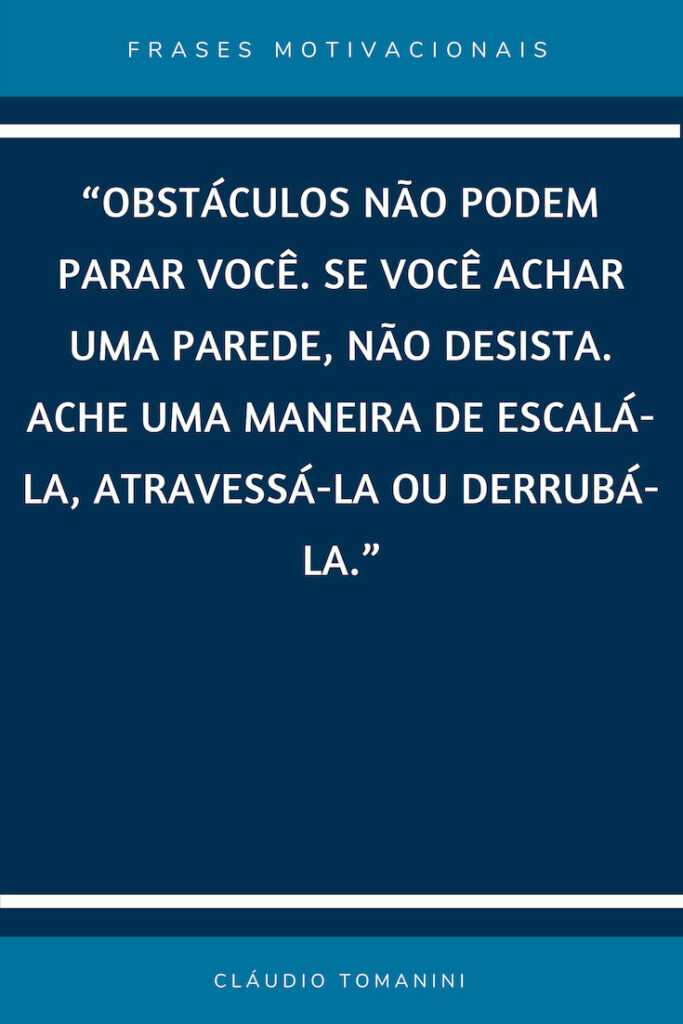 FRASES MOTIVACIONAIS
“OBSTÁCULOS NÃO PODEM
PARAR VOCÊ. SE VOCÊ ACHAR
UMA PAREDE, NÃO DESISTA.
ACHE UMA MANEIRA DE ESCALÁ-
LA, ATRAVESSÁ-LA OU DERRUBÁ-
LA.”
CLÁUDIO TOMANINI